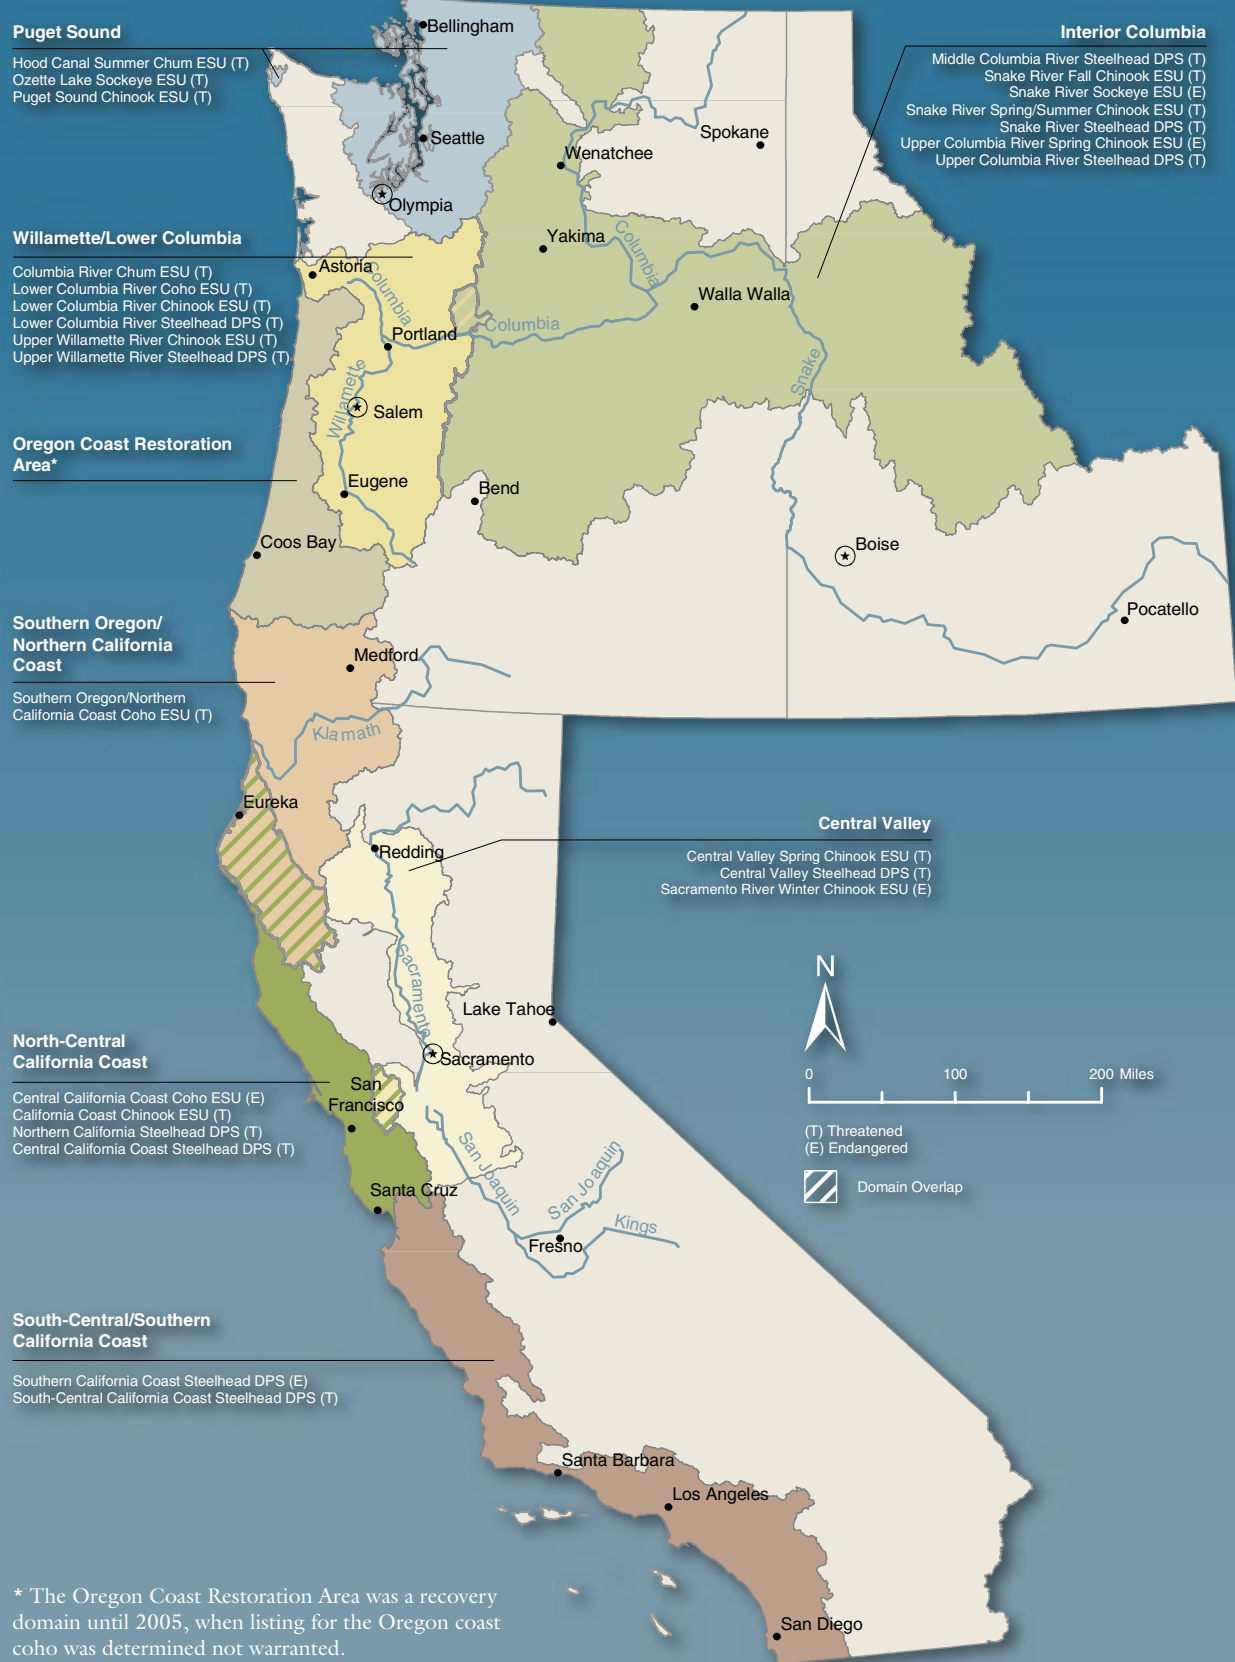 Puget Sound
Hood Canal Summer Chum ESU (T)
Ozette Lake Sockeye ESU (T)
Puget Sound Chinook ESU (T)
Interior Columbia
Middle Columbia River Steelhead DPS (T)
Snake River Fall Chinook ESU (T)
Snake River Sockeye ESU (E)
Snake River Spring/Summer Chinook ESU (T)
Snake River Steelhead DPS (T)
Upper Columbia River Spring Chinook ESU (E)
Upper Columbia River Steelhead DPS (T)
Bellingham
Seattle
Olympia
Wenatchee
Spokane
Yakima
Columbia
Walla Walla
Willamette/Lower Columbia
Columbia River Chum ESU (T)
Lower Columbia River Coho ESU (T)
Lower Columbia River Chinook ESU (T)
Lower Columbia River Steelhead DPS (T)
Upper Willamette River Chinook ESU (T)
Upper Willamette River Steelhead DPS (T)
Astoria
Columbia
Portland
Columbia
Willamette
Salem
Snake
Oregon Coast Restoration
Area*
Eugene
Bend
Coos Bay
Boise
Pocatello
Southern Oregon/
Northern California
Coast
Southern Oregon/Northern
California Coast Coho ESU (T)
Medford
Klamath
Eureka
Redding
Central Valley
Central Valley Spring Chinook ESU (T)
Central Valley Steelhead DPS (T)
Sacramento River Winter Chinook ESU (E)
Sacramento
Lake Tahoe
Sacramento
N
0 100 200 Miles
(T) Threatened
(E) Endangered
Domain Overlap
North-Central
California Coast
Central California Coast Coho ESU (E)
California Coast Chinook ESU (T)
Northern California Steelhead DPS (T)
Central California Coast Steelhead DPS (T)
San
Francisco
San Joaquin
San Joaquin
Kings
Fresno
Santa Cruz
South-Central/Southern
California Coast
Southern California Coast Steelhead DPS (E)
South-Central California Coast Steelhead DPS (T)
Santa Barbara
Los Angeles
San Diego
* The Oregon Coast Restoration Area was a recovery
domain until 2005, when listing for the Oregon coast
coho was determined not warranted.